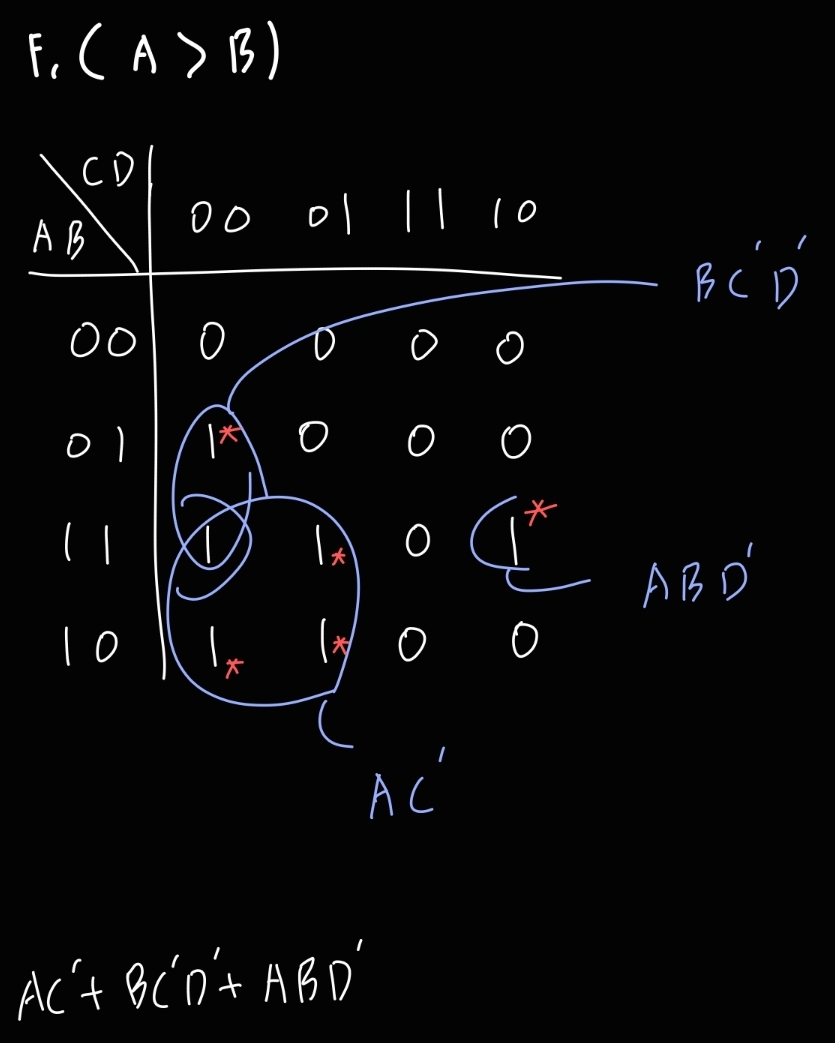 F₁(A>B)
CD
AB
00 01 11 10
BC'D'
00 0 0 0 0
01 1* 0 0 0
11 1 1* 0 1*
ABD'
10 1* 1* 0 0
AC'
AC'+BC'D'+ABD'